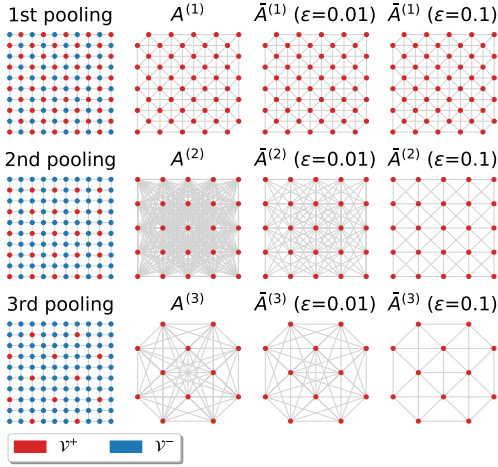 1st pooling A⁽¹⁾ Ā⁽¹⁾ (ε=0.01) Ā⁽¹⁾ (ε=0.1)
2nd pooling A⁽²⁾ Ā⁽²⁾ (ε=0.01) Ā⁽²⁾ (ε=0.1)
3rd pooling A⁽³⁾ Ā⁽³⁾ (ε=0.01) Ā⁽³⁾ (ε=0.1)
𝒱⁺ 𝒱⁻